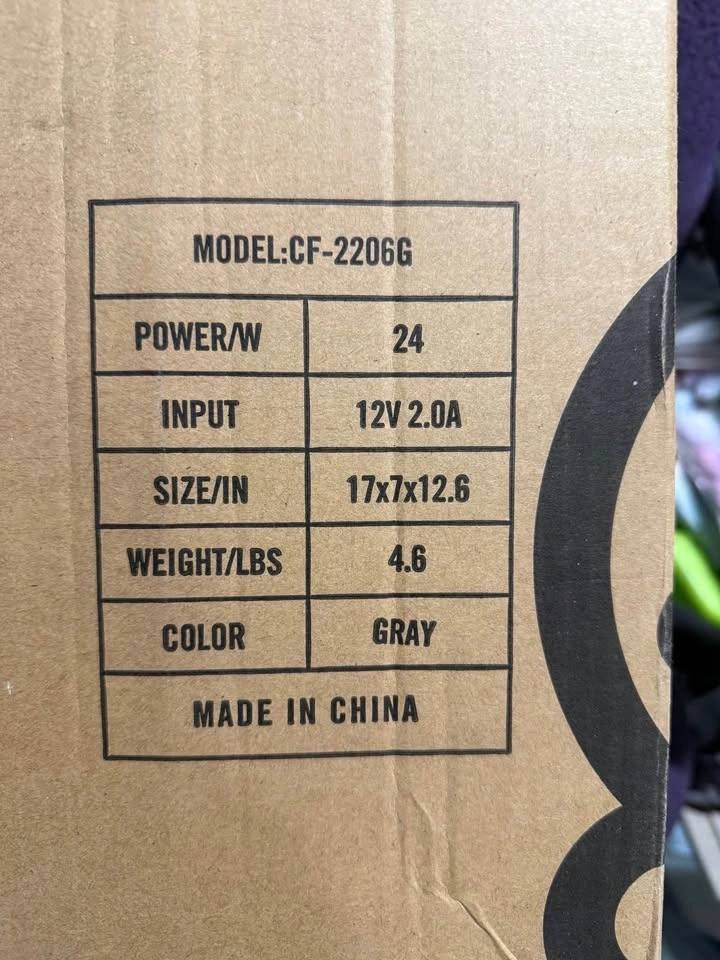 MODEL:CF-2206G
POWER/W 24
INPUT 12V 2.0A
SIZE/IN 17x7x12.6
WEIGHT/LBS 4.6
COLOR GRAY
MADE IN CHINA